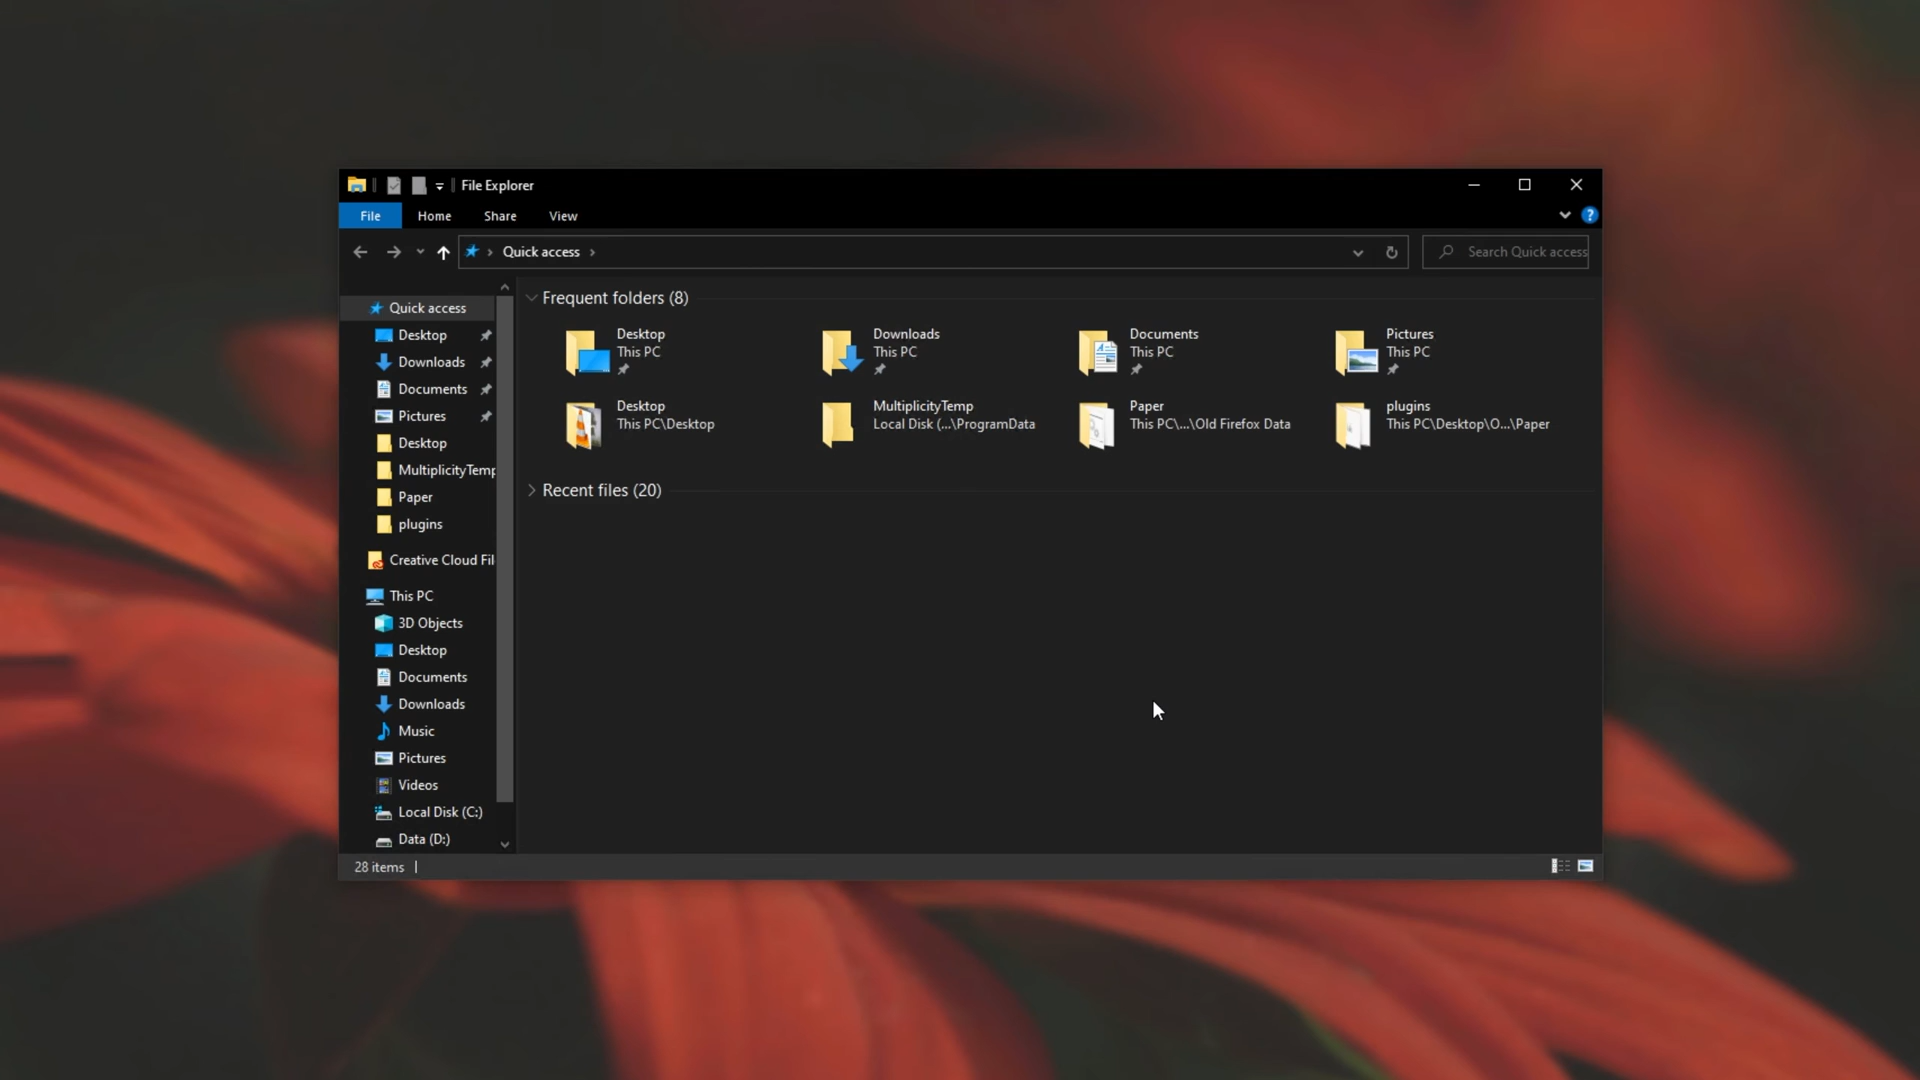 File Explorer
File Home Share View
?
Quick access
Search Quick access
Quick access
Desktop
Downloads
Documents
Pictures
Desktop
MultiplicityTemp
Paper
plugins
Creative Cloud Fil
This PC
3D Objects
Desktop
Documents
Downloads
Music
Pictures
Videos
Local Disk (C:)
Data (D:)
Frequent folders (8)
Desktop
This PC
Downloads
This PC
Documents
This PC
Pictures
This PC
Desktop
This PC\Desktop
MultiplicityTemp
Local Disk (...\ProgramData
Paper
This PC\...\Old Firefox Data
plugins
This PC\Desktop\O...\Paper
Recent files (20)
28 items